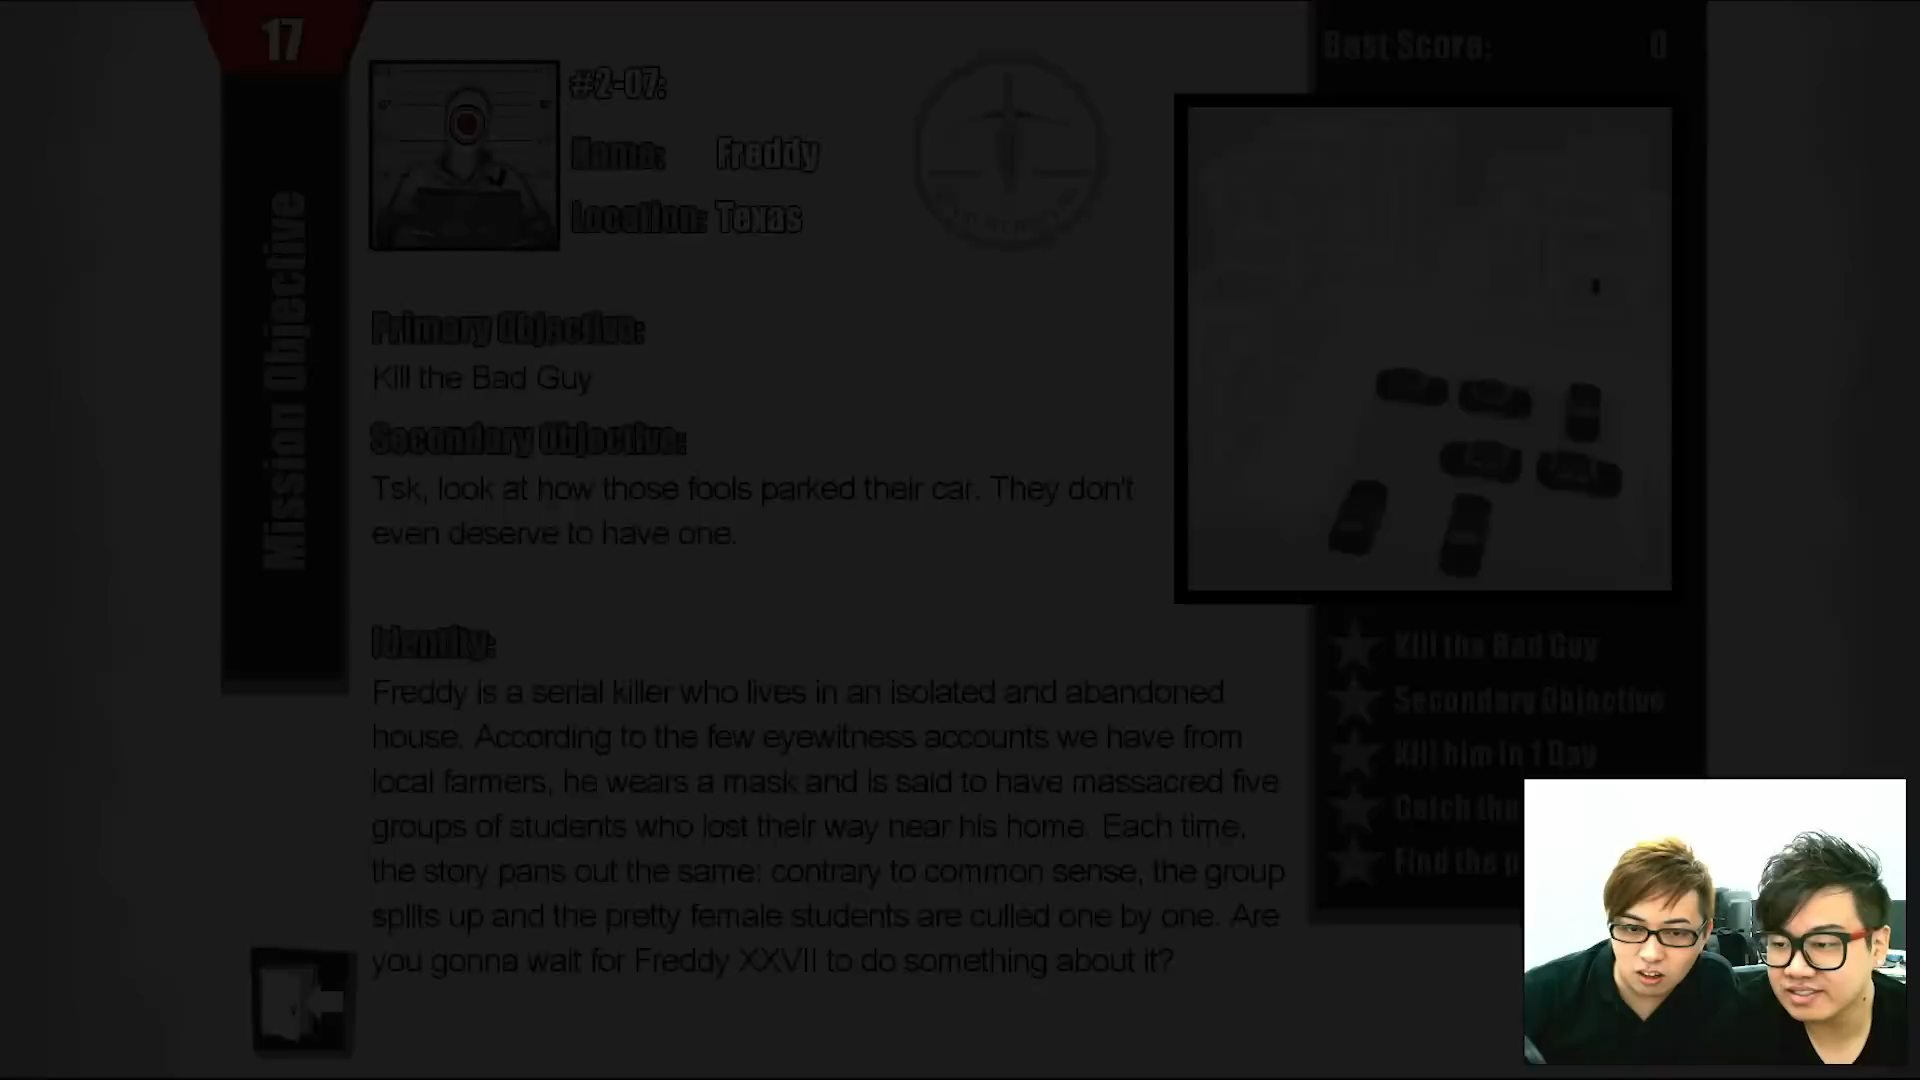 17
Mission Objective
#2-07:
Name: Freddy
Location: Texas
Best Score: 0
Primary Objective:
Kill the Bad Guy
Secondary Objective:
Tsk, look at how those fools parked their car. They don't
even deserve to have one.
Identity:
Freddy is a serial killer who lives in an isolated and abandoned
house. According to the few eyewitness accounts we have from
local farmers, he wears a mask and is said to have massacred five
groups of students who lost their way near his home. Each time,
the story pans out the same: contrary to common sense, the group
splits up and the pretty female students are culled one by one. Are
you gonna wait for Freddy XXVII to do something about it?
Kill the Bad Guy
Secondary Objective
Kill him in 1 Day
Catch the
Find the